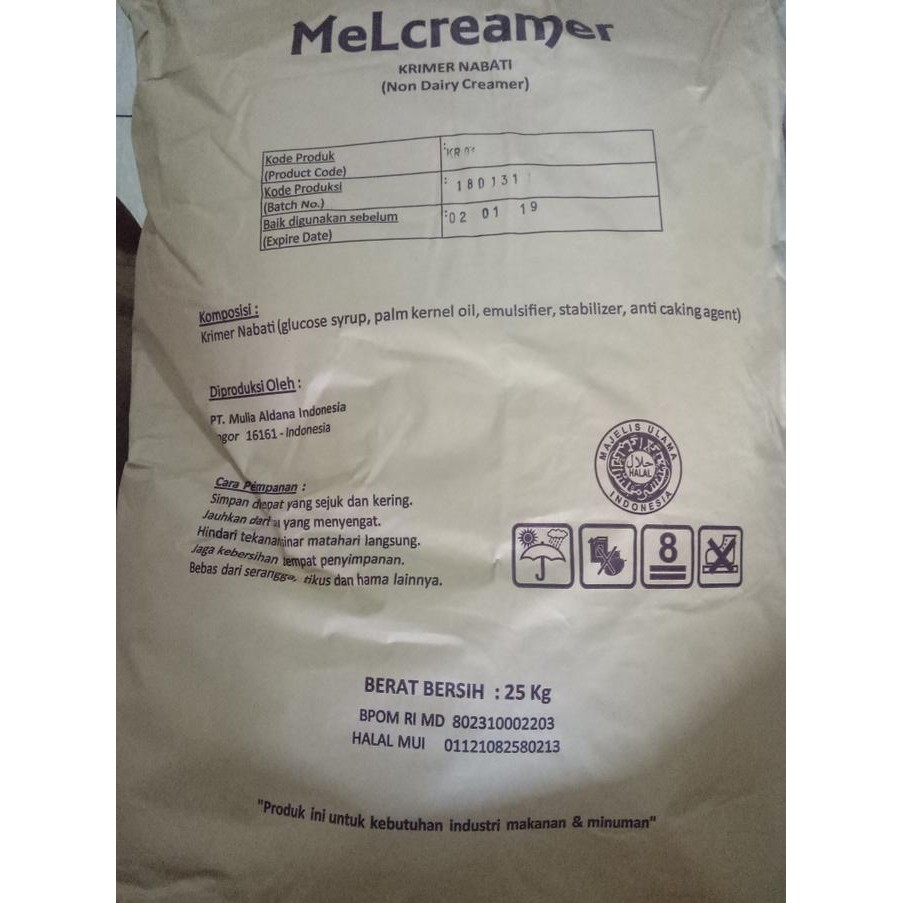 MeLcreamer
KRIMER NABATI
(Non Dairy Creamer)
Kode Produk
(Product Code)
Kode Produksi : 180131
(Batch No.)
Baik digunakan sebelum :02 01 19
(Expire Date)
Komposisi :
Krimer Nabati (glucose syrup, palm kernel oil, emulsifier, stabilizer, anti caking agent)
Diproduksi Oleh :
PT. Mulia Aldana Indonesia
ogor 16161 - Indonesia
Cara Pempanan :
Simpan yang sejuk dan kering.
Jauhkan dari yang menyengat.
Hindari matahari langsung.
Jaga kebersihan tempat penyimpanan.
Bebas dari serangga, tikus dan hama lainnya.
MAJELIS ULAMA
حلال
HALAL
INDONESIA
8
BERAT BERSIH : 25 Kg
BPOM RI MD 802310002203
HALAL MUI 01121082580213
"Produk ini untuk kebutuhan industri makanan & minuman"